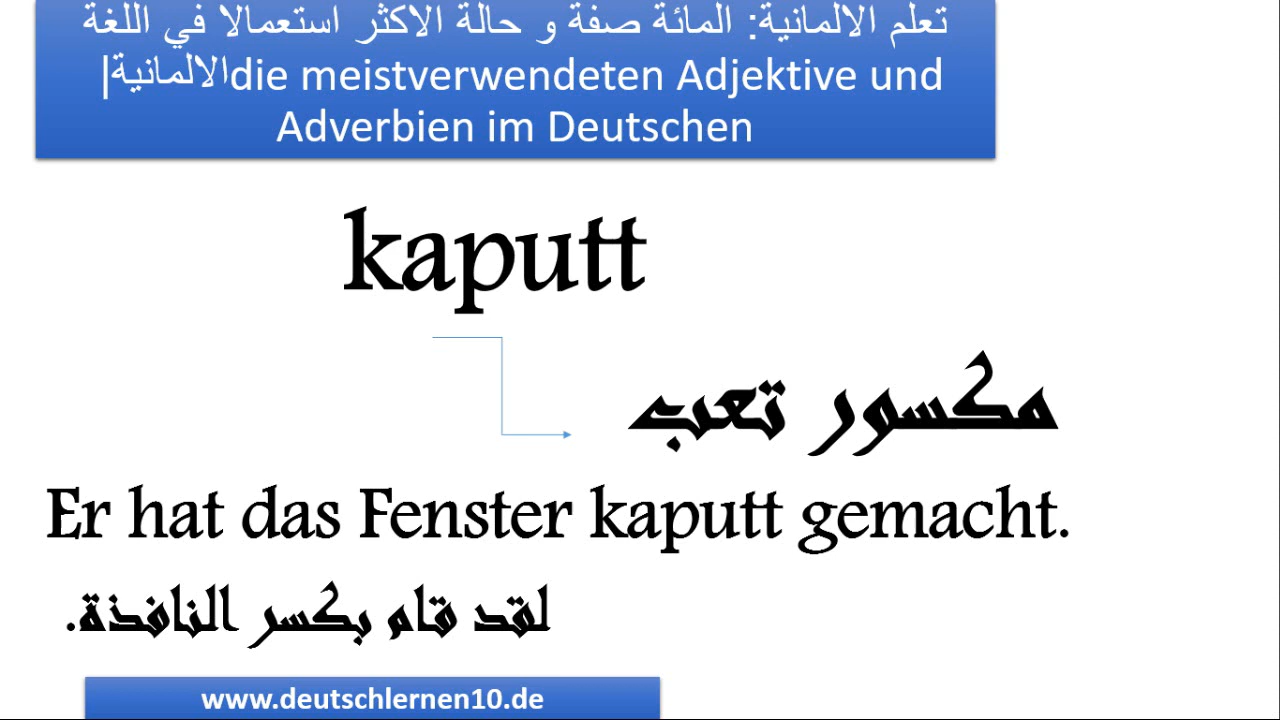 تعلم الالمانية: المائة صفة و حالة الاكثر استعمالا في اللغة
الالمانية|die meistverwendeten Adjektive und
Adverbien im Deutschen
kaputt
مكسور تعب
Er hat das Fenster kaputt gemacht.
لقد قام بكسر النافذة.
www.deutschlernen10.de